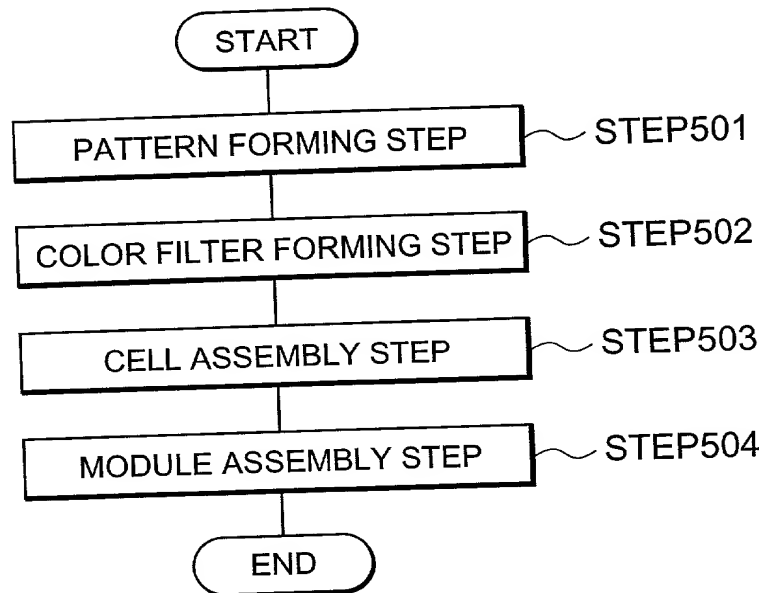 START
PATTERN FORMING STEP
STEP501
COLOR FILTER FORMING STEP
STEP502
CELL ASSEMBLY STEP
STEP503
MODULE ASSEMBLY STEP
STEP504
END